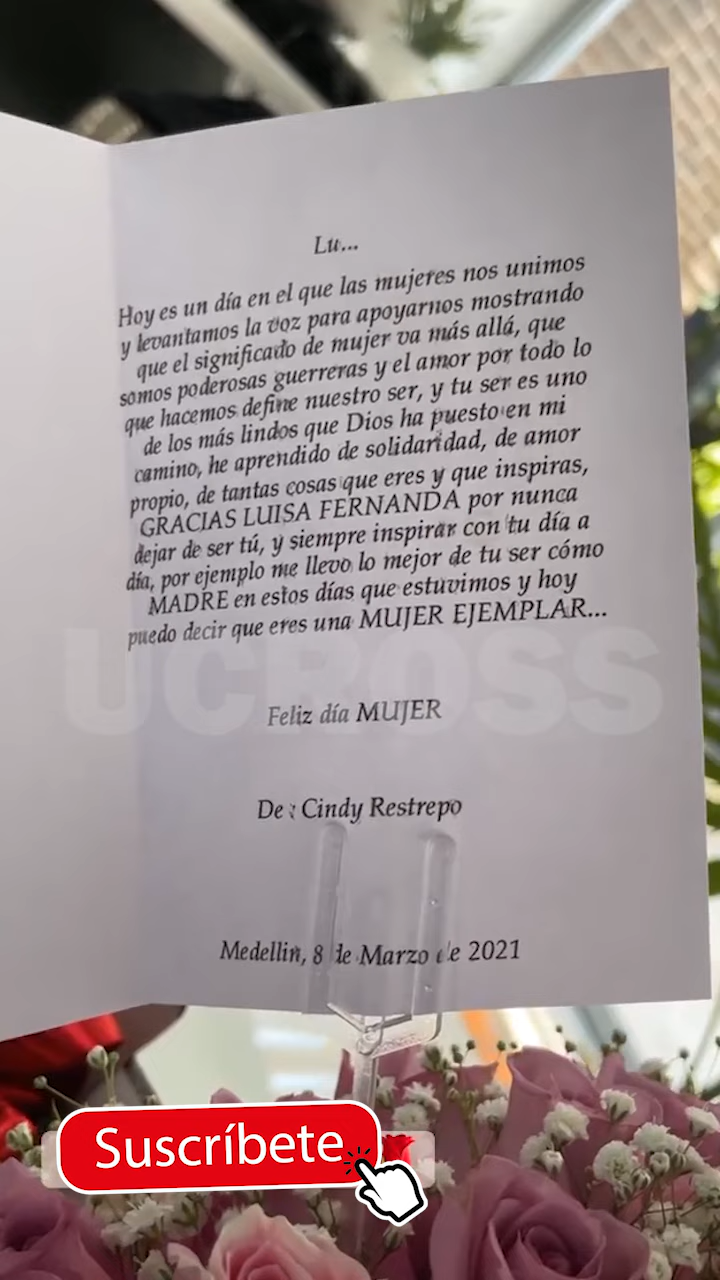 Lu...
Hoy es un día en el que las mujeres nos unimos
y levantamos la voz para apoyarnos mostrando
que el significado de mujer va más allá, que
somos poderosas guerreras y el amor por todo lo
que hacemos define nuestro ser, y tu ser es uno
de los más lindos que Dios ha puesto en mi
camino, he aprendido de solidaridad, de amor
propio, de tantas cosas que eres y que inspiras,
GRACIAS LUISA FERNANDA por nunca
dejar de ser tú, y siempre inspirar con tu día a
día, por ejemplo me llevo lo mejor de tu ser cómo
MADRE en estos días que estuvimos y hoy
puedo decir que eres una MUJER EJEMPLAR...
UCROSS
Feliz día MUJER
De : Cindy Restrepo
Medellin, 8 de Marzo de 2021
Suscríbete